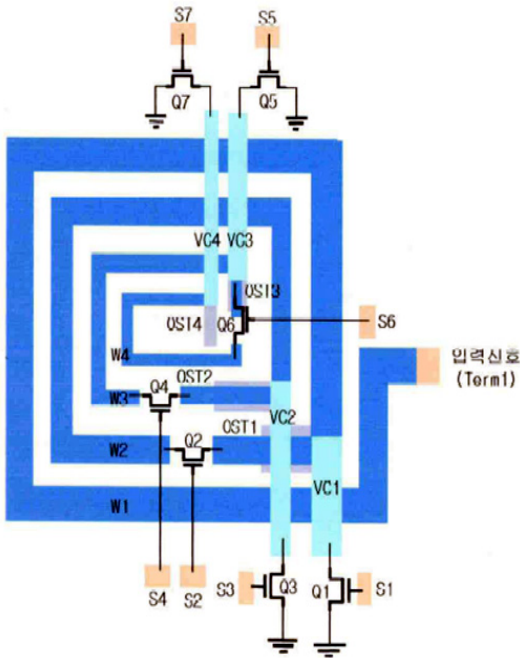 S7 S5
Q7 Q5
VC4 VC3
OST3
OST4 Q6
S6
W4
입력신호
(Term1)
Q4 OST2
W3
VC2
OST1
W2 Q2
VC1
W1
S4 S2 S3 Q3 Q1 S1